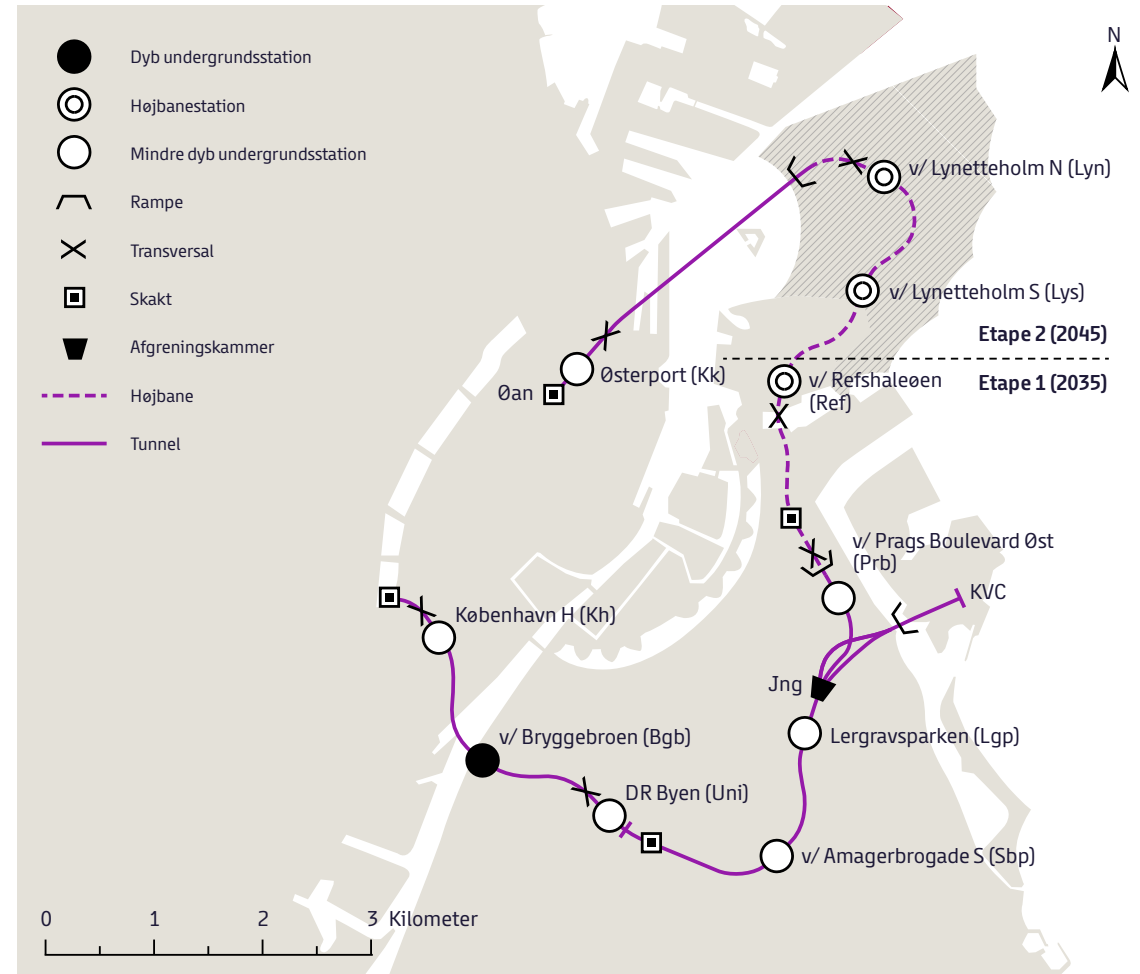 Dyb undergrundsstation
Højbanestation
Mindre dyb undergrundsstation
Rampe
Transversal
Skakt
Afgreningskammer
Højbane
Tunnel
N
v/ Lynetteholm N (Lyn)
v/ Lynetteholm S (Lys)
Etape 2 (2045)
Etape 1 (2035)
Østerport (Kk)
Øan
v/ Refshaleøen
(Ref)
v/ Prags Boulevard Øst
(Prb)
KVC
København H (Kh)
Jng
Lergravsparken (Lgp)
v/ Bryggebroen (Bgb)
DR Byen (Uni)
v/ Amagerbrogade S (Sbp)
0 1 2 3 Kilometer